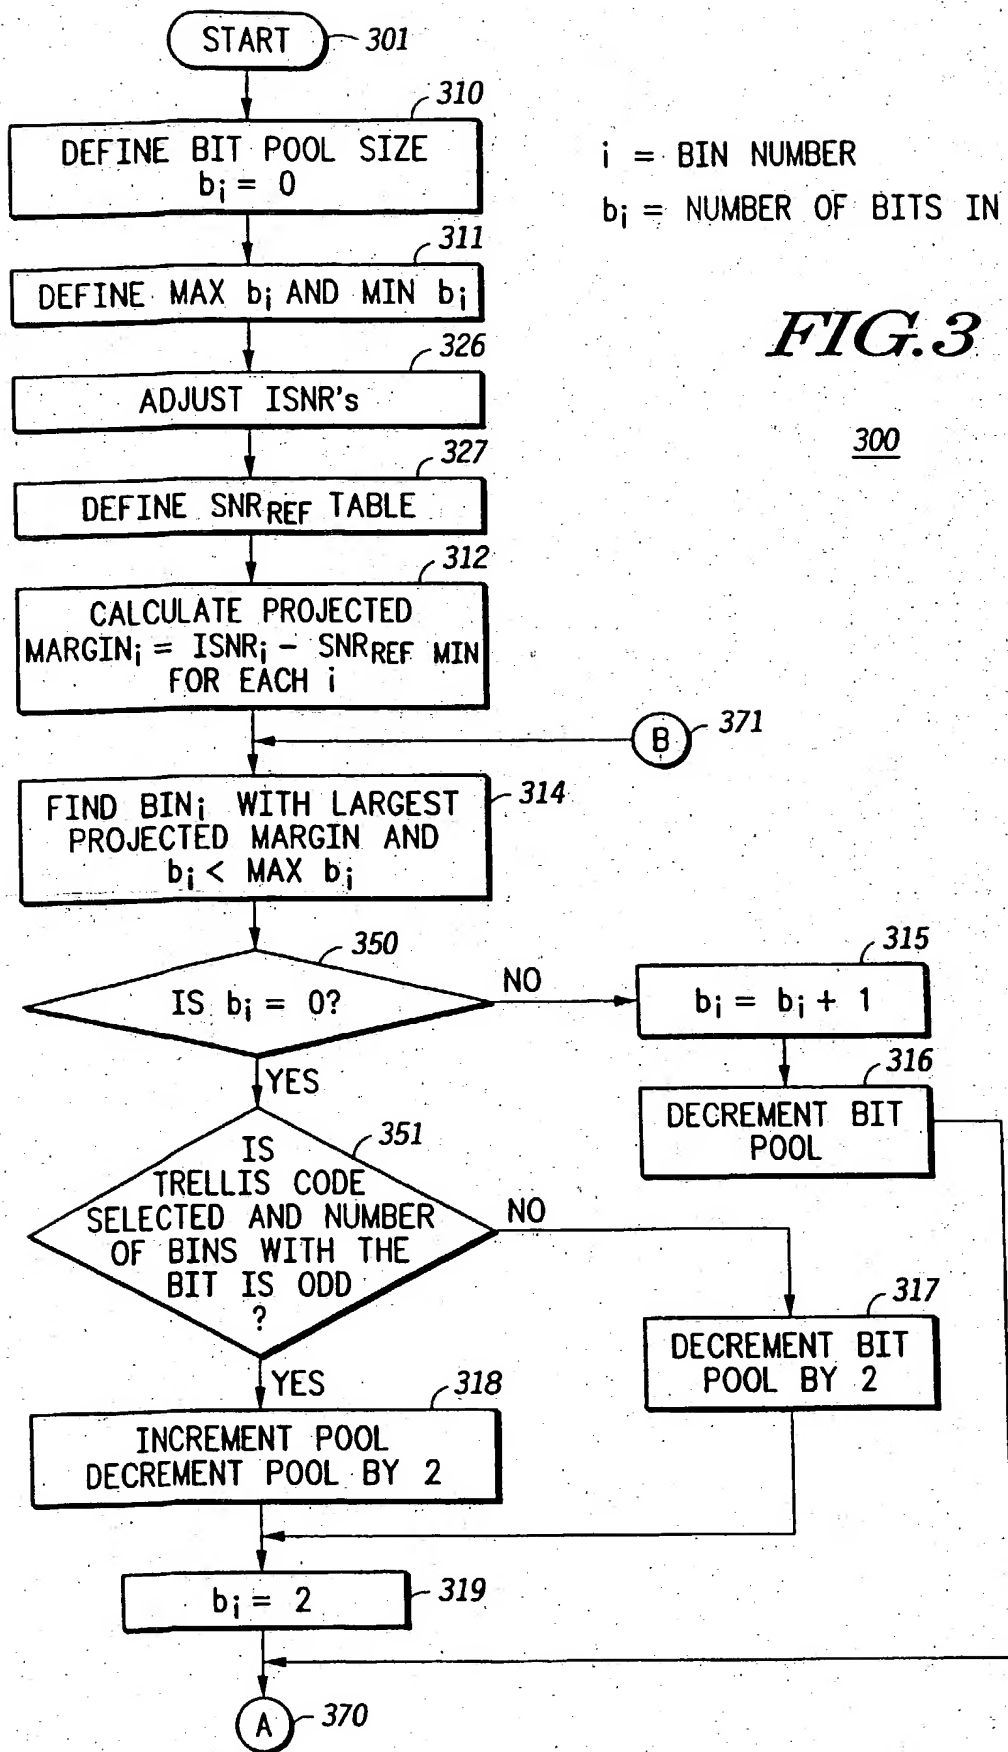 START
301
310
DEFINE BIT POOL SIZE
bi = 0
i = BIN NUMBER
bi = NUMBER OF BITS IN
311
DEFINE MAX bi AND MIN bi
FIG.3
326
ADJUST ISNR's
300
327
DEFINE SNRREF TABLE
312
CALCULATE PROJECTED
MARGINi = ISNRi - SNRREF MIN
FOR EACH i
B
371
314
FIND BINi WITH LARGEST
PROJECTED MARGIN AND
bi < MAX bi
350
IS bi = 0?
NO
315
bi = bi + 1
YES
316
DECREMENT BIT
POOL
351
IS
TRELLIS CODE
SELECTED AND NUMBER
OF BINS WITH THE
BIT IS ODD
?
NO
317
DECREMENT BIT
POOL BY 2
YES
318
INCREMENT POOL
DECREMENT POOL BY 2
bi = 2
319
A
370